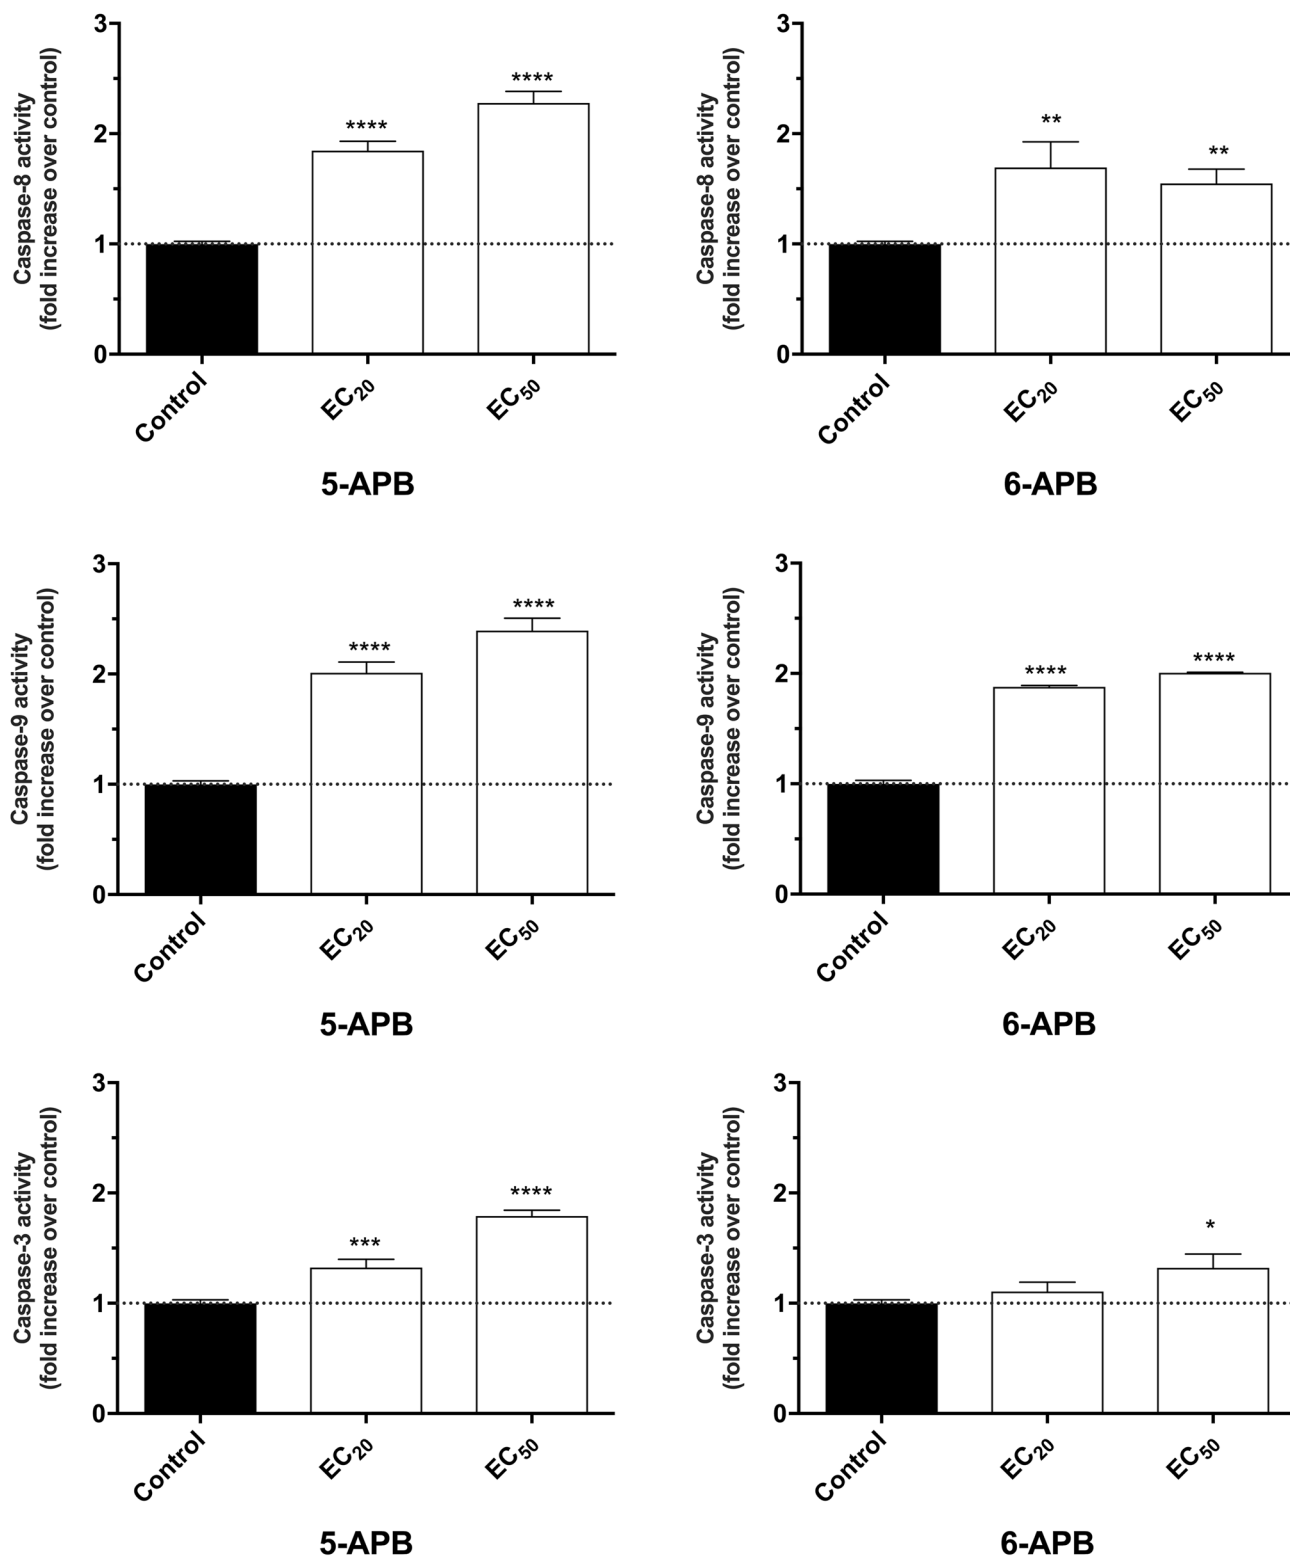 Caspase-8 activity
(fold increase over control)
3
2
1
0
****
****
Control
EC20
EC50
5-APB
Caspase-8 activity
(fold increase over control)
3
2
1
0
**
**
Control
EC20
EC50
6-APB
Caspase-9 activity
(fold increase over control)
3
2
1
0
****
****
Control
EC20
EC50
5-APB
Caspase-9 activity
(fold increase over control)
3
2
1
0
****
****
Control
EC20
EC50
6-APB
Caspase-3 activity
(fold increase over control)
3
2
1
0
***
****
Control
EC20
EC50
5-APB
Caspase-3 activity
(fold increase over control)
3
2
1
0
*
Control
EC20
EC50
6-APB